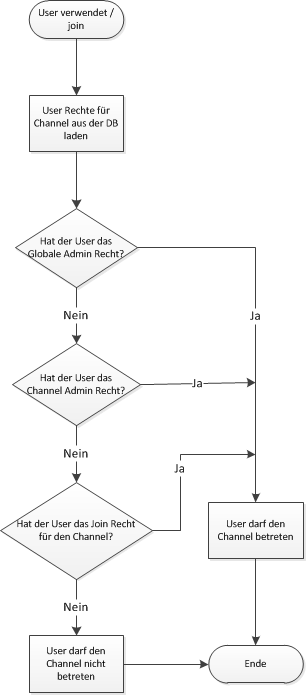 User verwendet /
join
User Rechte für
Channel aus der DB
laden
Hat der User das
Globale Admin Recht?
Ja
Nein
Hat der User das
Channel Admin Recht?
Ja
Nein
Ja
Hat der User das Join Recht
für den Channel?
User darf den
Channel betreten
Nein
User darf den
Channel nicht
betreten
Ende